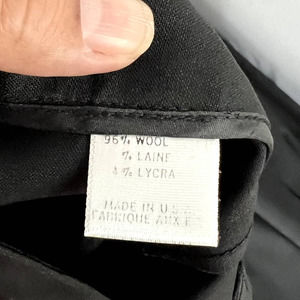 96% WOOL
% LAINE
4% LYCRA
MADE IN U.S.
FABRIQUE AUX E